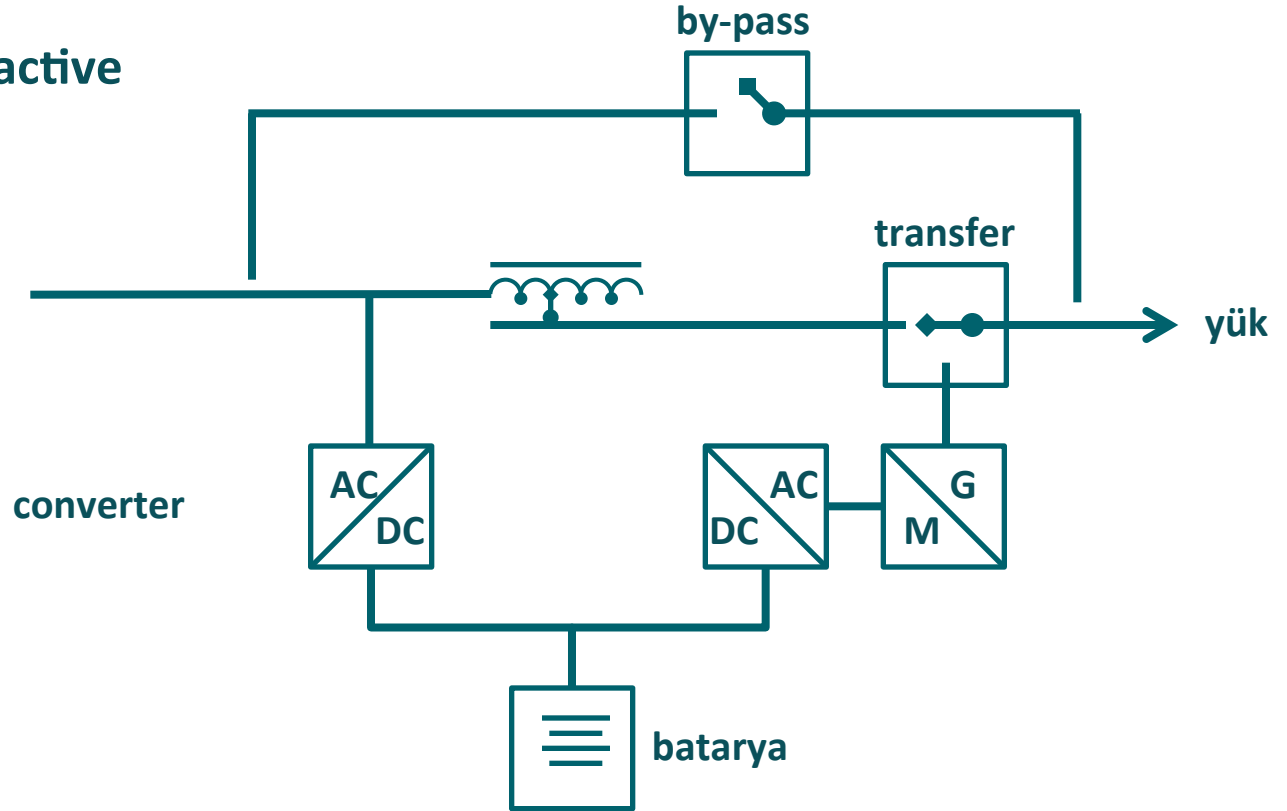 by-pass
active
transfer
yük
AC
DC
AC
DC
G
M
converter
batarya